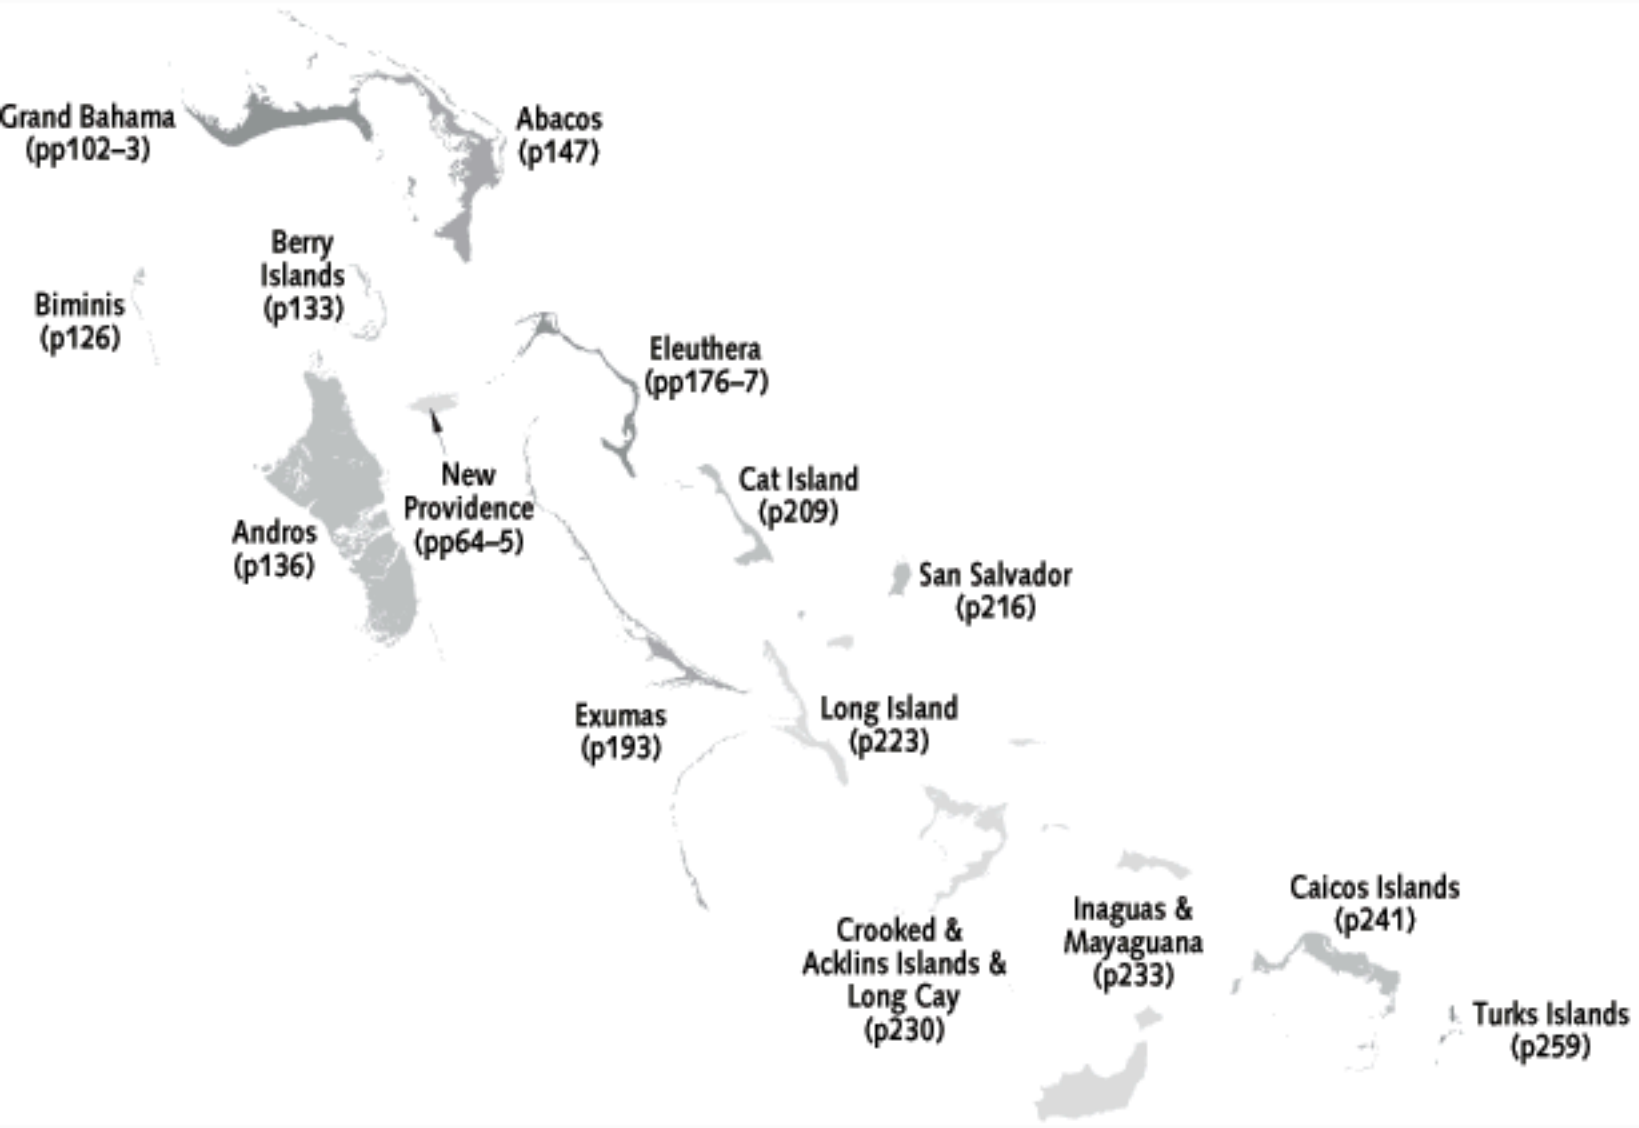 Grand Bahama
(pp102–3)
Abacos
(p147)
Berry
Islands
(p133)
Biminis
(p126)
Eleuthera
(pp176–7)
New
Providence
(pp64–5)
Cat Island
(p209)
Andros
(p136)
San Salvador
(p216)
Exumas
(p193)
Long Island
(p223)
Crooked &
Acklins Islands &
Long Cay
(p230)
Inaguas &
Mayaguana
(p233)
Caicos Islands
(p241)
Turks Islands
(p259)